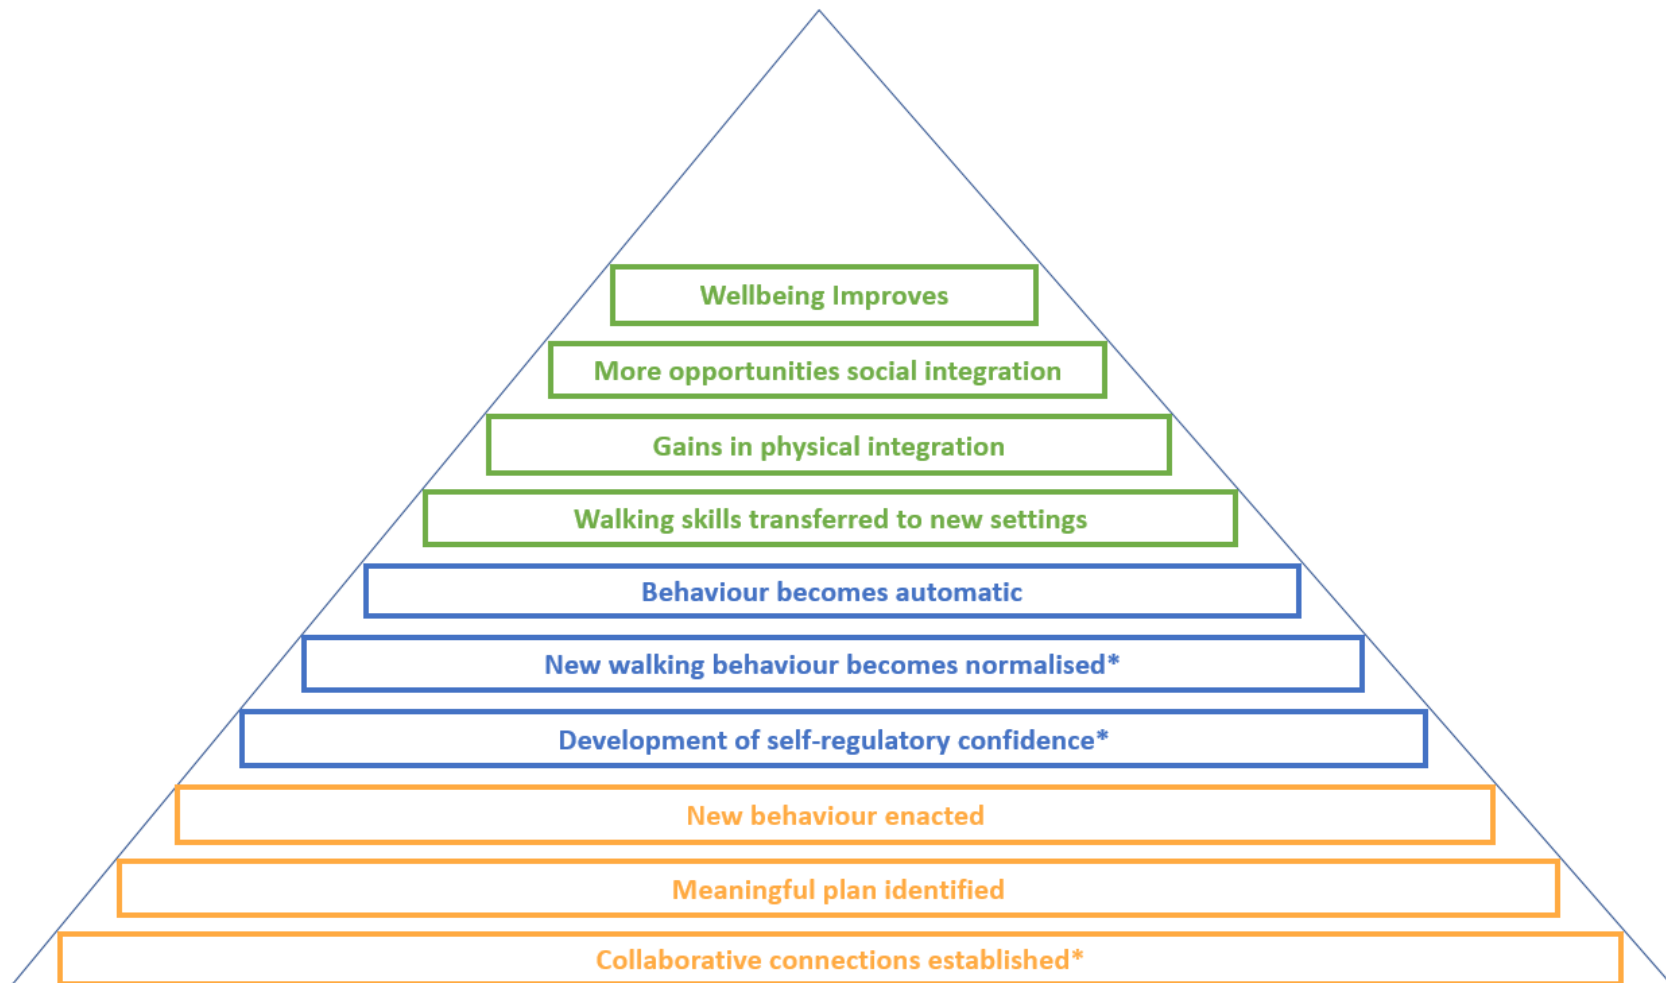 Wellbeing Improves
More opportunities social integration
Gains in physical integration
Walking skills transferred to new settings
Behaviour becomes automatic
New walking behaviour becomes normalised*
Development of self-regulatory confidence*
New behaviour enacted
Meaningful plan identified
Collaborative connections established*